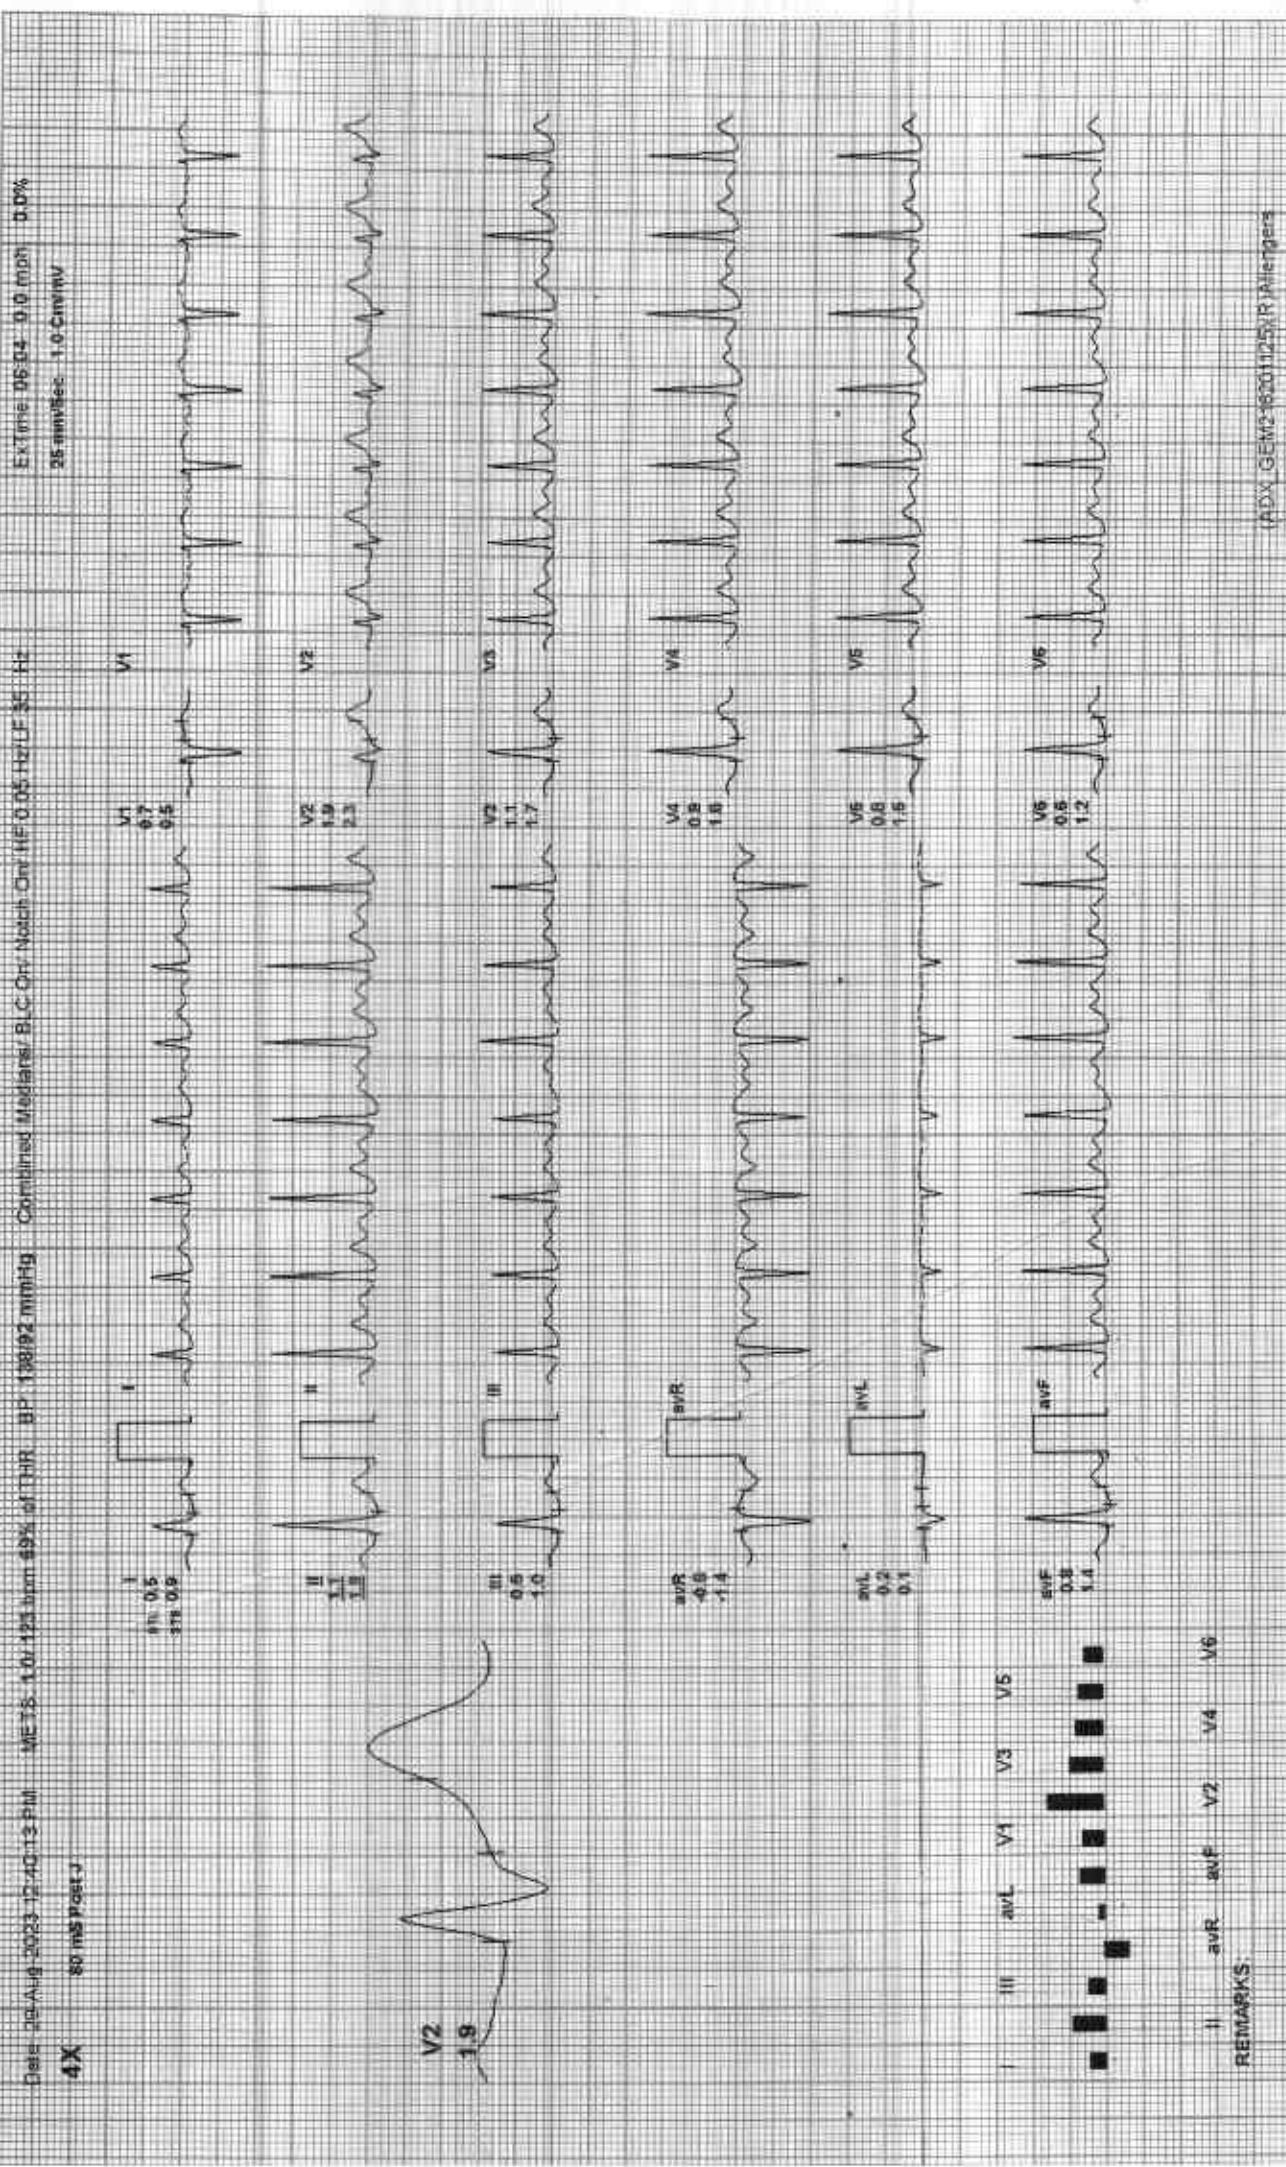 Date: 29-Aug-2023 12:40:13 PM METS: 1.0/ 123 bpm 69% of THR BP: 138/92 mmHg Combined Medians/ BLC On/ Notch On/ HF 0.05 Hz/LF 35 Hz
ExTime: 06:04 0.0 mph 0.0%
4X 80 mS Post J
25 mm/Sec. 1.0 Cm/mV
V2
1.9
I
STL 0.5
STS 0.9
I
V1
0.7
0.5
V1
II
1.1
II
V2
1.9
2.3
V2
III
0.6
1.0
III
V3
1.1
1.7
V3
avR
-0.8
-1.4
avR
V4
0.9
1.6
V4
avL
0.2
0.1
avL
V5
0.8
1.5
V5
avF
0.8
1.4
avF
V6
0.6
1.2
V6
I III avL V1 V3 V5
II avR avF V2 V4 V6
REMARKS: